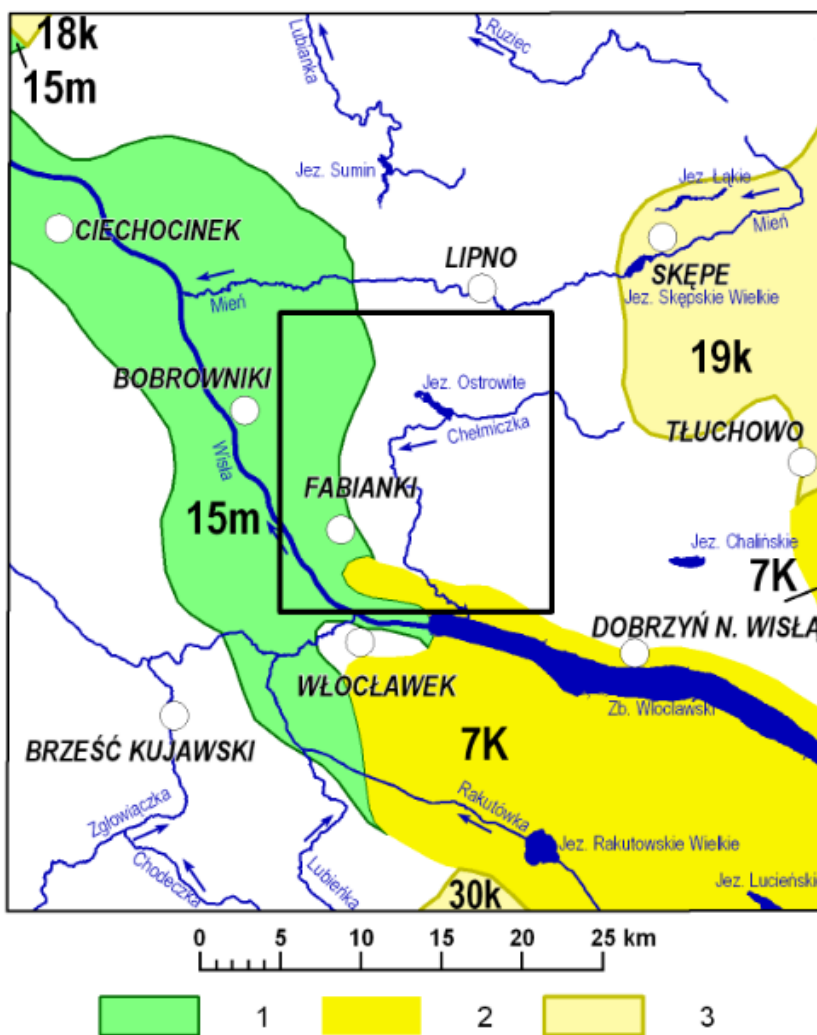 18k
15m
Lubianka
Ruziec
Jez. Sumin
Jez. Łąkie
CIECHOCINEK
Mień
LIPNO
SKĘPE
Mień
Jez. Skępskie Wielkie
19k
BOBROWNIKI
Jez. Ostrowite
Chełmiczka
TŁUCHOWO
Wisła
FABIANKI
15m
Jez. Chalińskie
7K
DOBRZYŃ N. WISŁĄ
WŁOCŁAWEK
Zb. Włocławski
BRZEŚĆ KUJAWSKI
7K
Zgłowiączka
Rakutówka
Jez. Rakutowskie Wielkie
Chodeczka
Lubieńka
30k
Jez. Lucieńskie
0 5 10 15 20 25 km
1 2 3